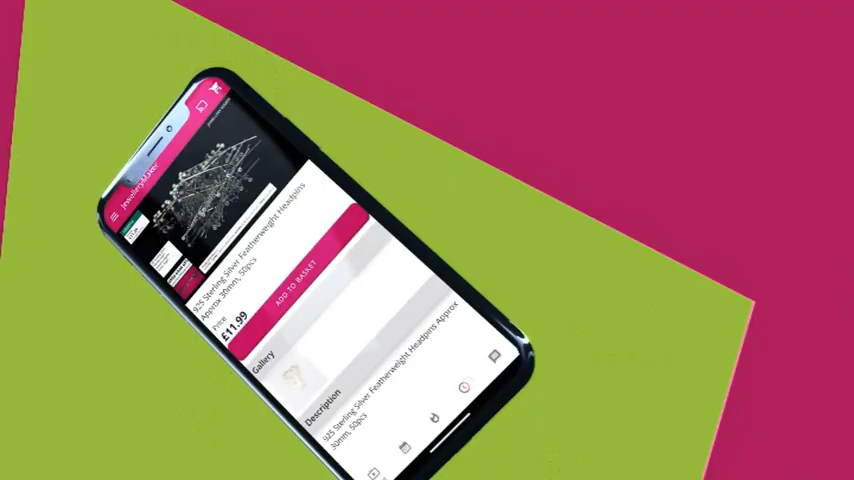 JewelleryMaker
925 Sterling Silver Featherweight Headpins
Approx 30mm, 50pcs
Price
£11.99
ADD TO BASKET
Gallery
Description
925 Sterling Silver Featherweight Headpins Approx
30mm, 50pcs